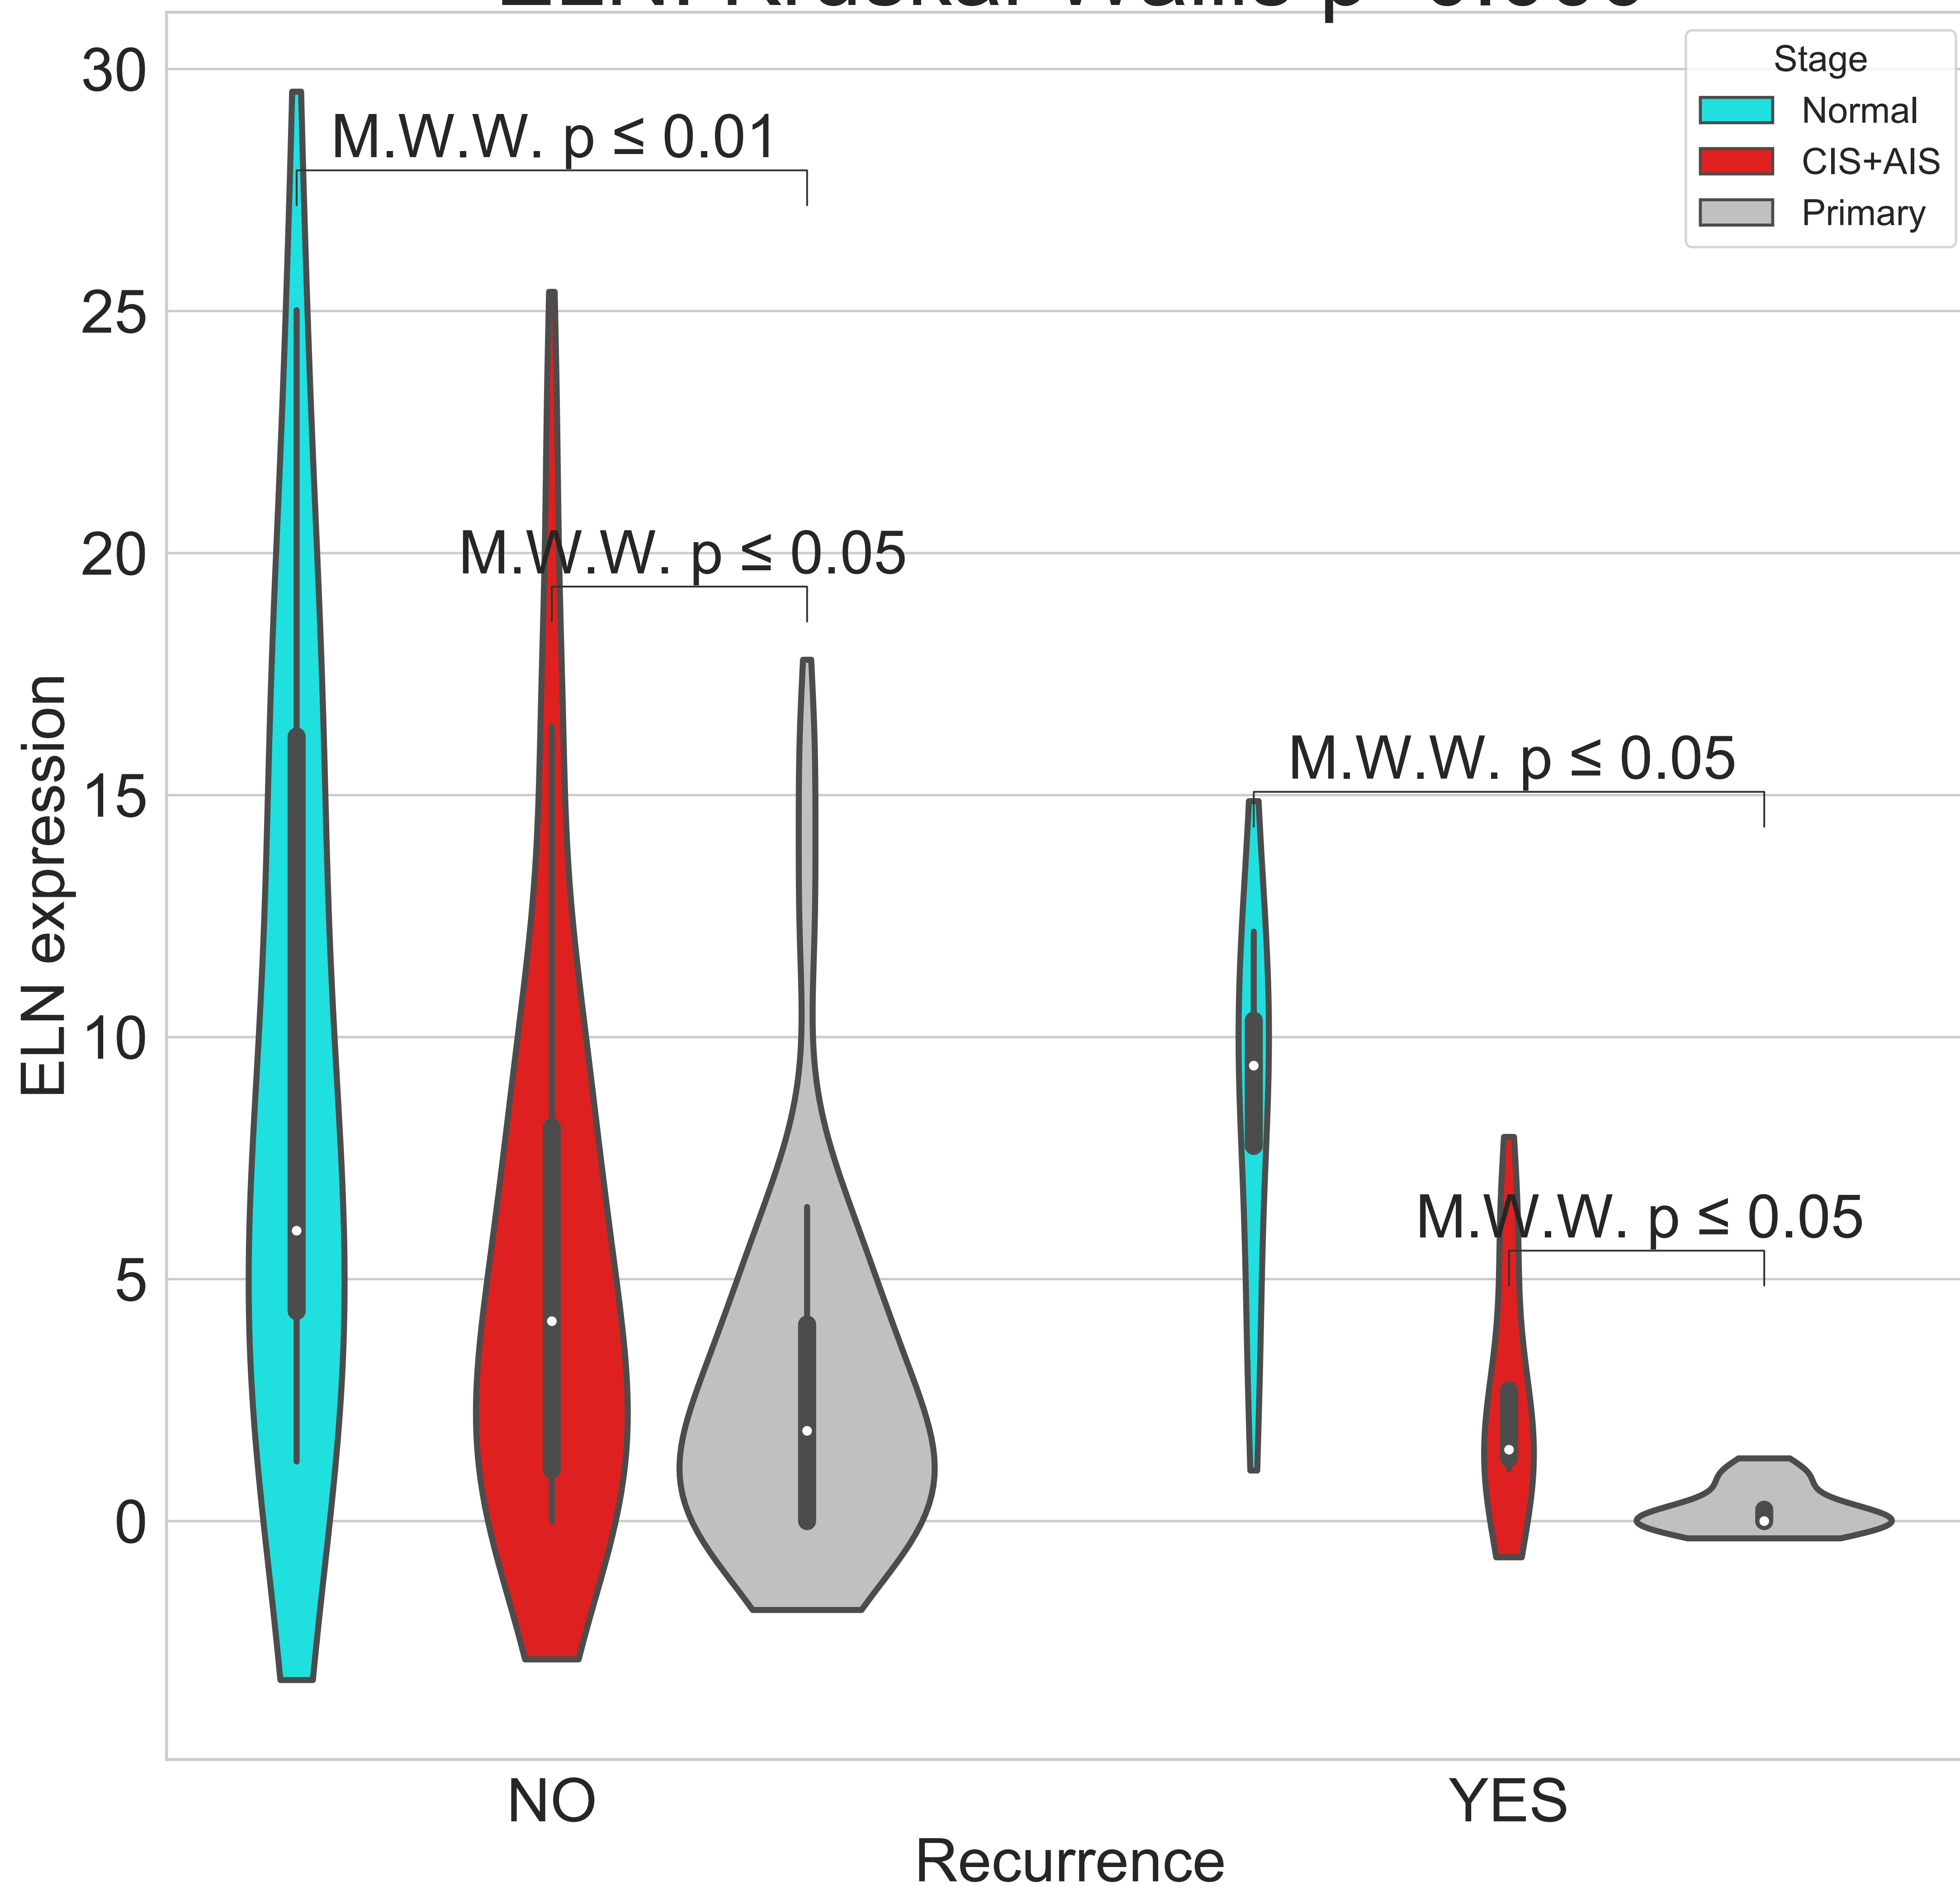 30
25
20
15
10
5
0
ELN expression
Stage
Normal
CIS+AIS
Primary
M.W.W. p ≤ 0.01
M.W.W. p ≤ 0.05
M.W.W. p ≤ 0.05
M.W.W. p ≤ 0.05
NO
YES
Recurrence